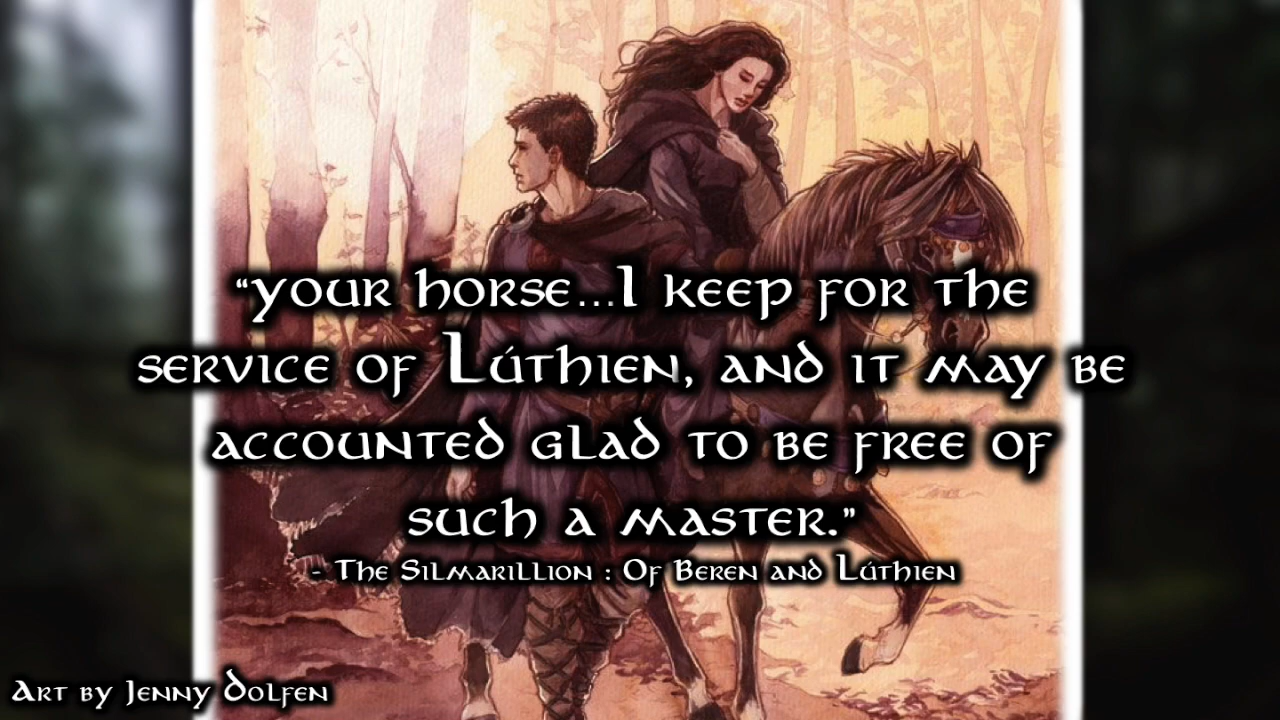 “Your horse...I keep for the
service of Lúthien, and it may be
accounted glad to be free of
such a master.”
- The Silmarillion : Of Beren and Lúthien
Art by Jenny Dolfen